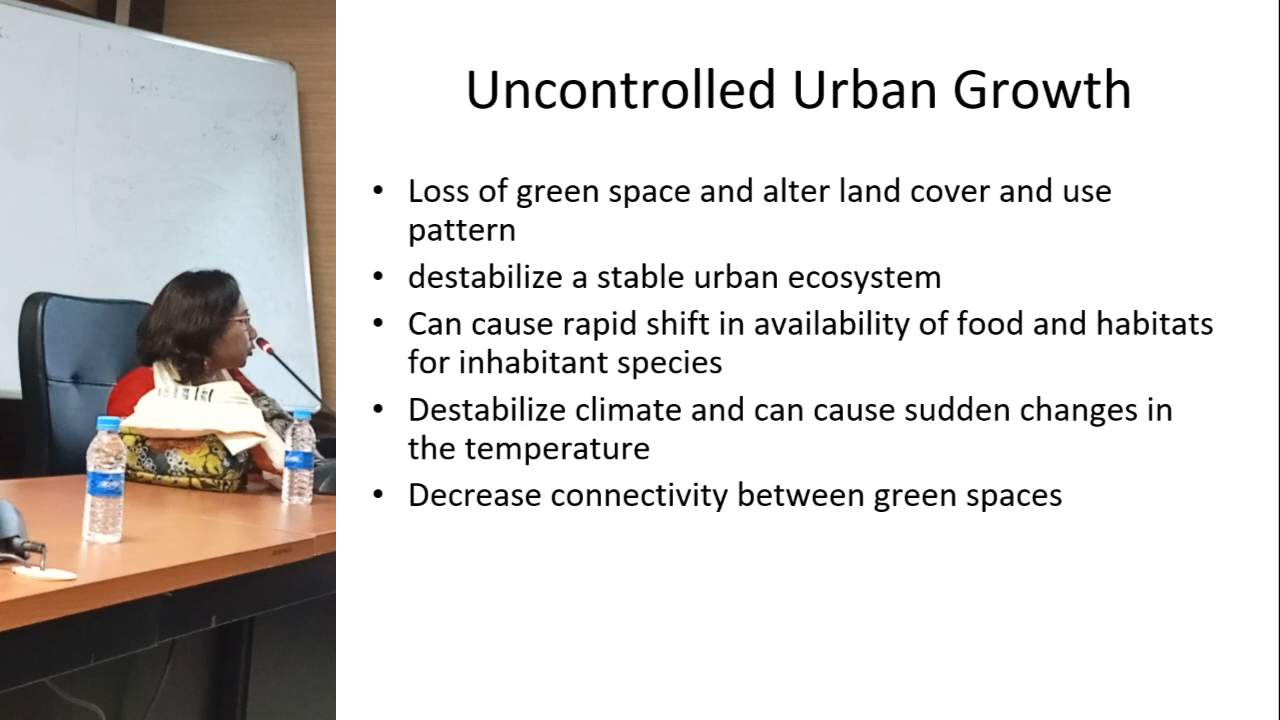 Uncontrolled Urban Growth
• Loss of green space and alter land cover and use
pattern
• destabilize a stable urban ecosystem
• Can cause rapid shift in availability of food and habitats
for inhabitant species
• Destabilize climate and can cause sudden changes in
the temperature
• Decrease connectivity between green spaces